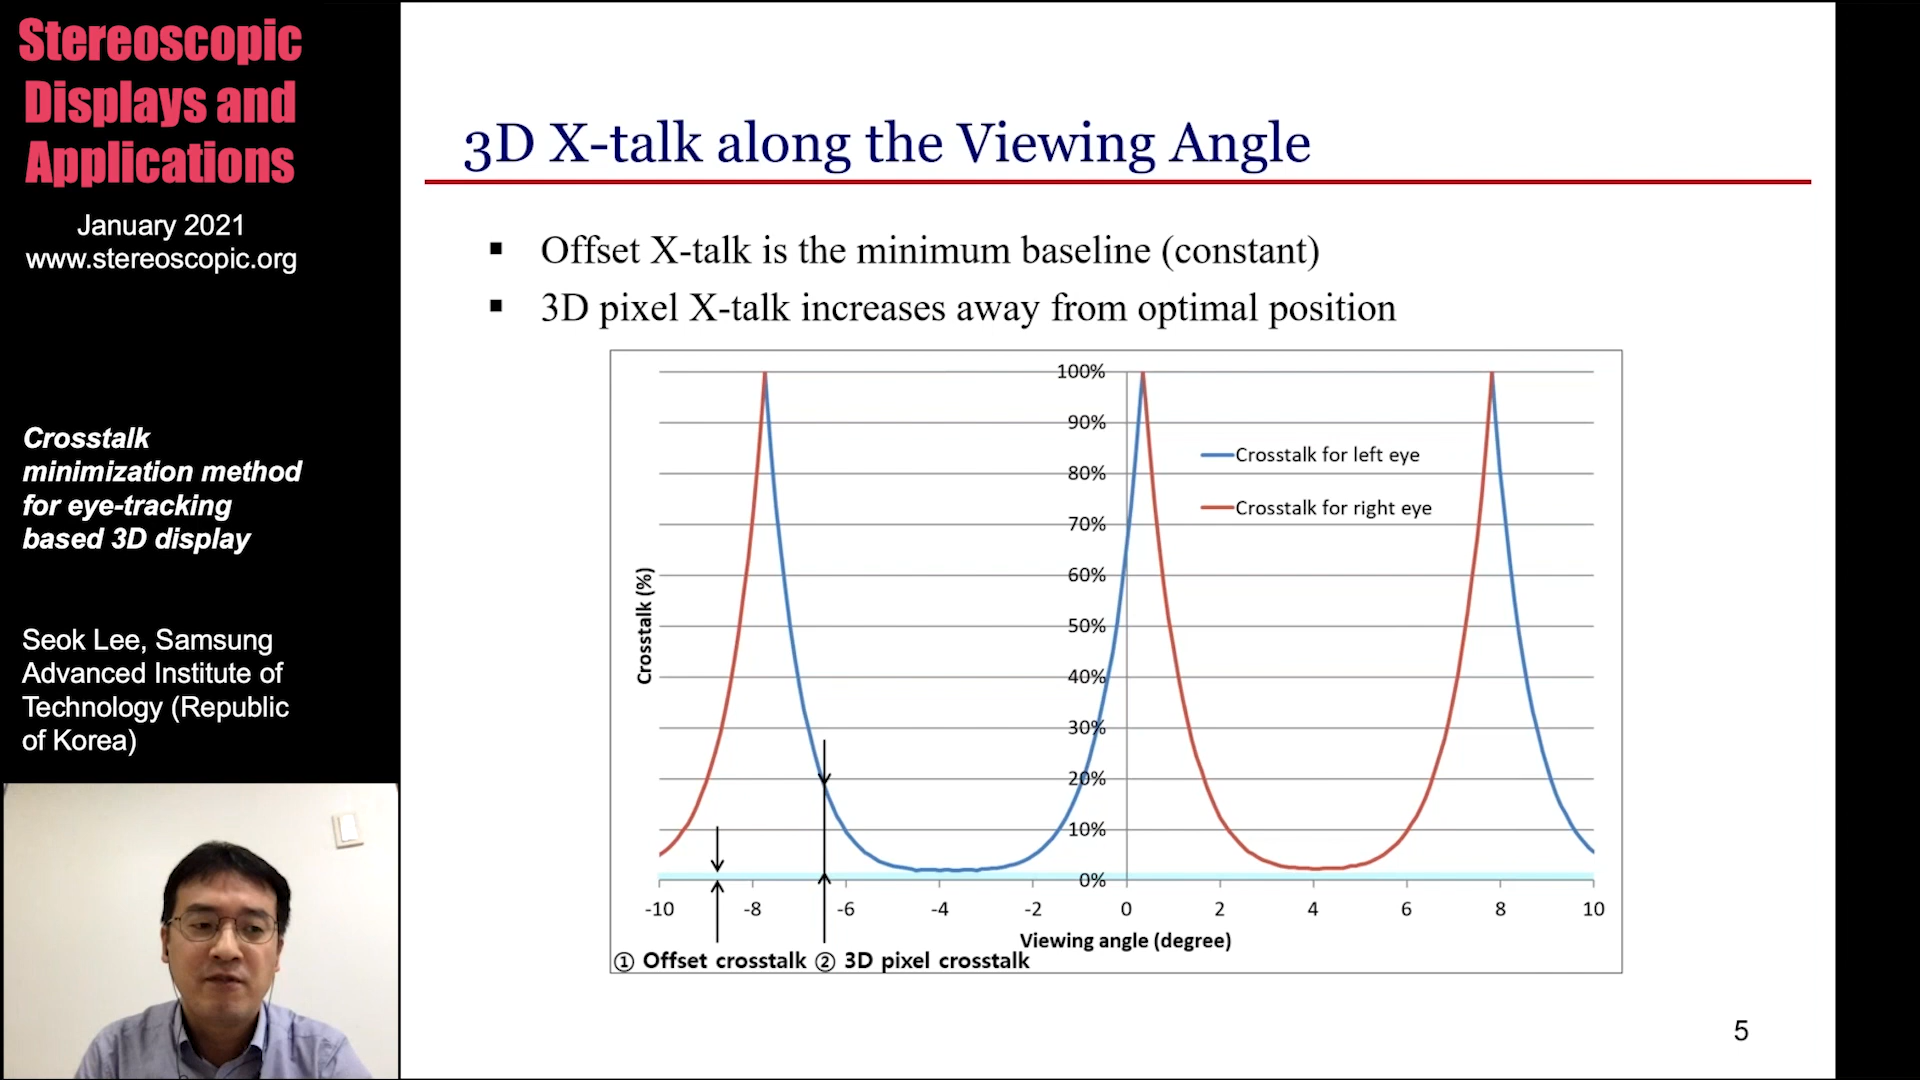 Stereoscopic
Displays and
Applications
January 2021
www.stereoscopic.org
Crosstalk
minimization method
for eye-tracking
based 3D display
Seok Lee, Samsung
Advanced Institute of
Technology (Republic
of Korea)
3D X-talk along the Viewing Angle
▪ Offset X-talk is the minimum baseline (constant)
▪ 3D pixel X-talk increases away from optimal position
100%
90%
80%
70%
60%
50%
40%
30%
20%
10%
0%
Crosstalk (%)
Crosstalk for left eye
Crosstalk for right eye
-10 -8 -6 -4 -2 0 2 4 6 8 10
Viewing angle (degree)
① Offset crosstalk ② 3D pixel crosstalk
5